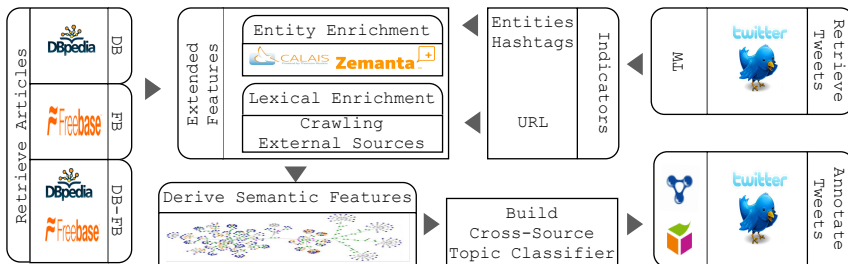 Retrieve Articles
DBpedia
DB
Freebase
FB
DBpedia
Freebase
DB-FB
Extended
Features
Entity Enrichment
CALAIS
Zemanta
+
Lexical Enrichment
Crawling
External Sources
Entities
Hashtags
URL
Indicators
TW
twitter
Retrieve
Tweets
Derive Semantic Features
Build
Cross-Source
Topic Classifier
twitter
Annotate
Tweets